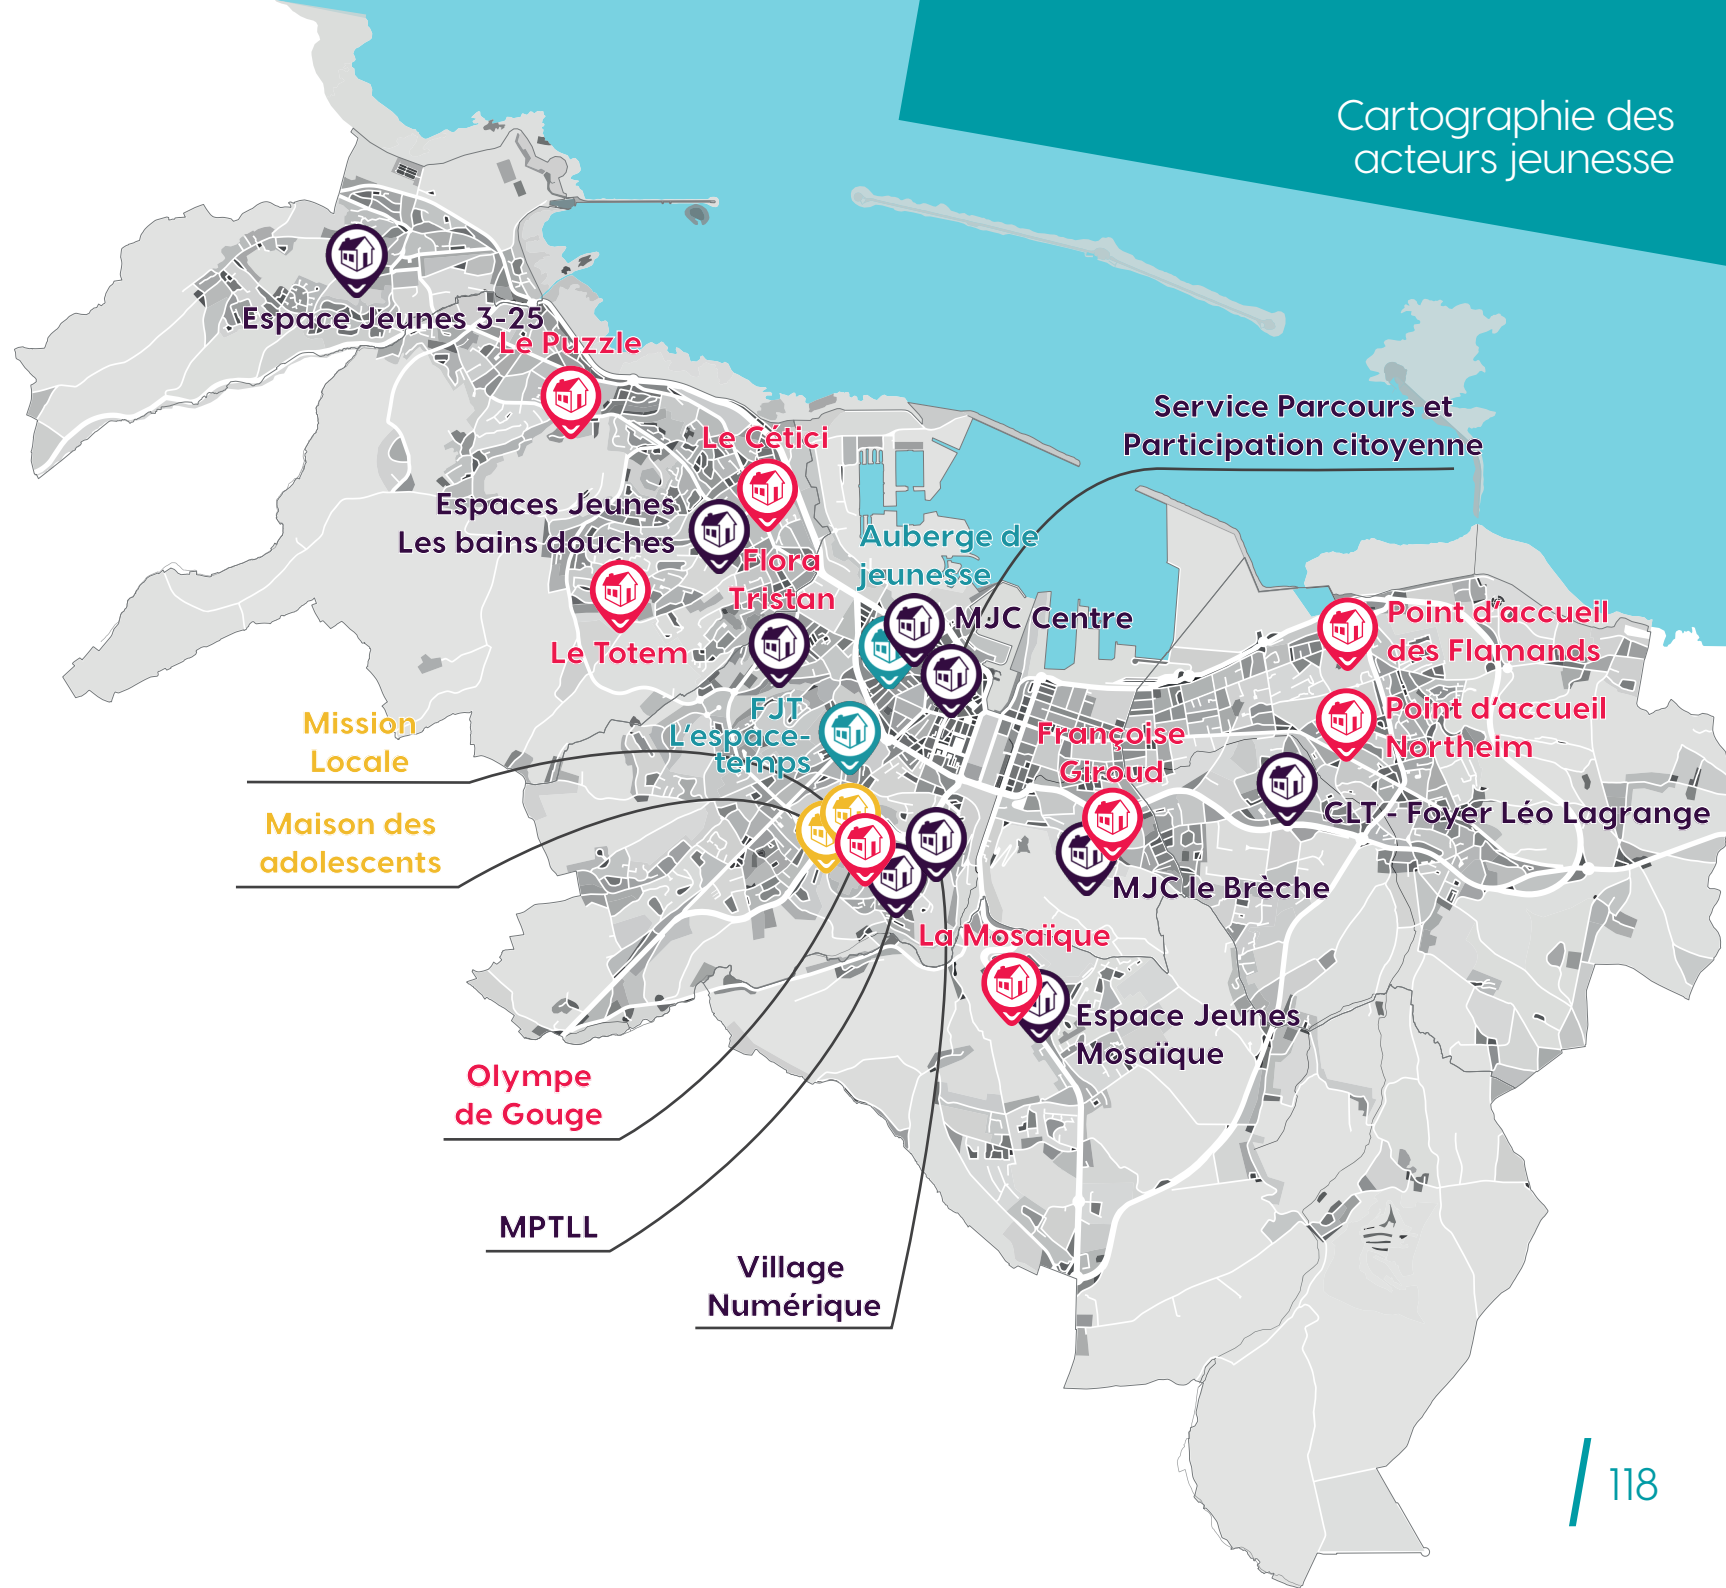 Cartographie des
acteurs jeunesse
Espace Jeunes 3-25
Le Puzzle
Service Parcours et
Participation citoyenne
Le Cétici
Espaces Jeunes
Les bains douches
Auberge de
jeunesse
Flora
Tristan
MJC Centre
Point d'accueil
des Flamands
Le Totem
FJT
L'espace-
temps
Point d'accueil
Northeim
Mission
Locale
Françoise
Giroud
Maison des
adolescents
CLT - Foyer Léo Lagrange
MJC le Brèche
La Mosaïque
Espace Jeunes
Mosaïque
Olympe
de Gouge
MPTLL
Village
Numérique
118